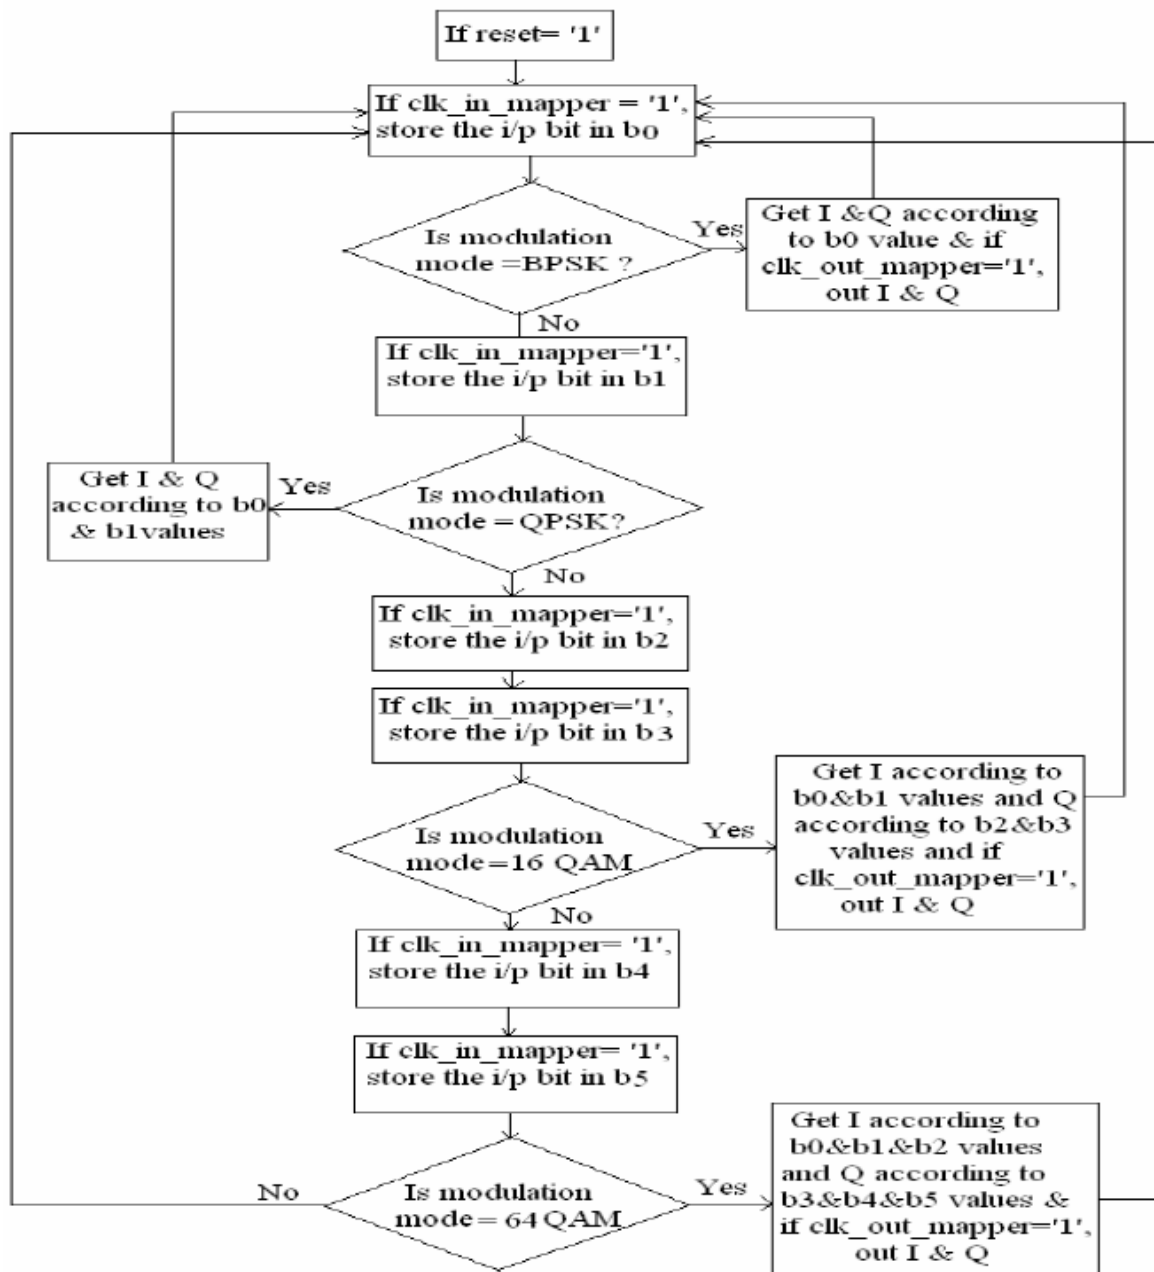 If reset= '1'
If clk_in_mapper = '1',
store the i/p bit in b0
Is modulation
mode =BPSK ?
Yes
Get I &Q according
to b0 value & if
clk_out_mapper='1',
out I & Q
No
If clk_in_mapper='1',
store the i/p bit in b1
Is modulation
mode = QPSK?
Yes
Get I & Q
according to b0
& b1values
No
If clk_in_mapper='1',
store the i/p bit in b2
If clk_in_mapper='1',
store the i/p bit in b3
Is modulation
mode=16 QAM
Yes
Get I according to
b0&b1 values and Q
according to b2&b3
values and if
clk_out_mapper='1',
out I & Q
No
If clk_in_mapper= '1',
store the i/p bit in b4
If clk_in_mapper= '1',
store the i/p bit in b5
Is modulation
mode= 64 QAM
No
Yes
Get I according to
b0&b1&b2 values
and Q according to
b3&b4&b5 values &
if clk_out_mapper='1',
out I & Q